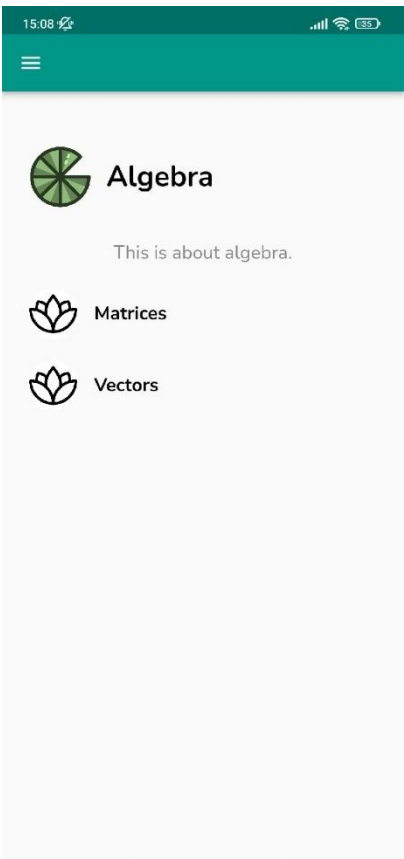 15:08
35
Algebra
This is about algebra.
Matrices
Vectors